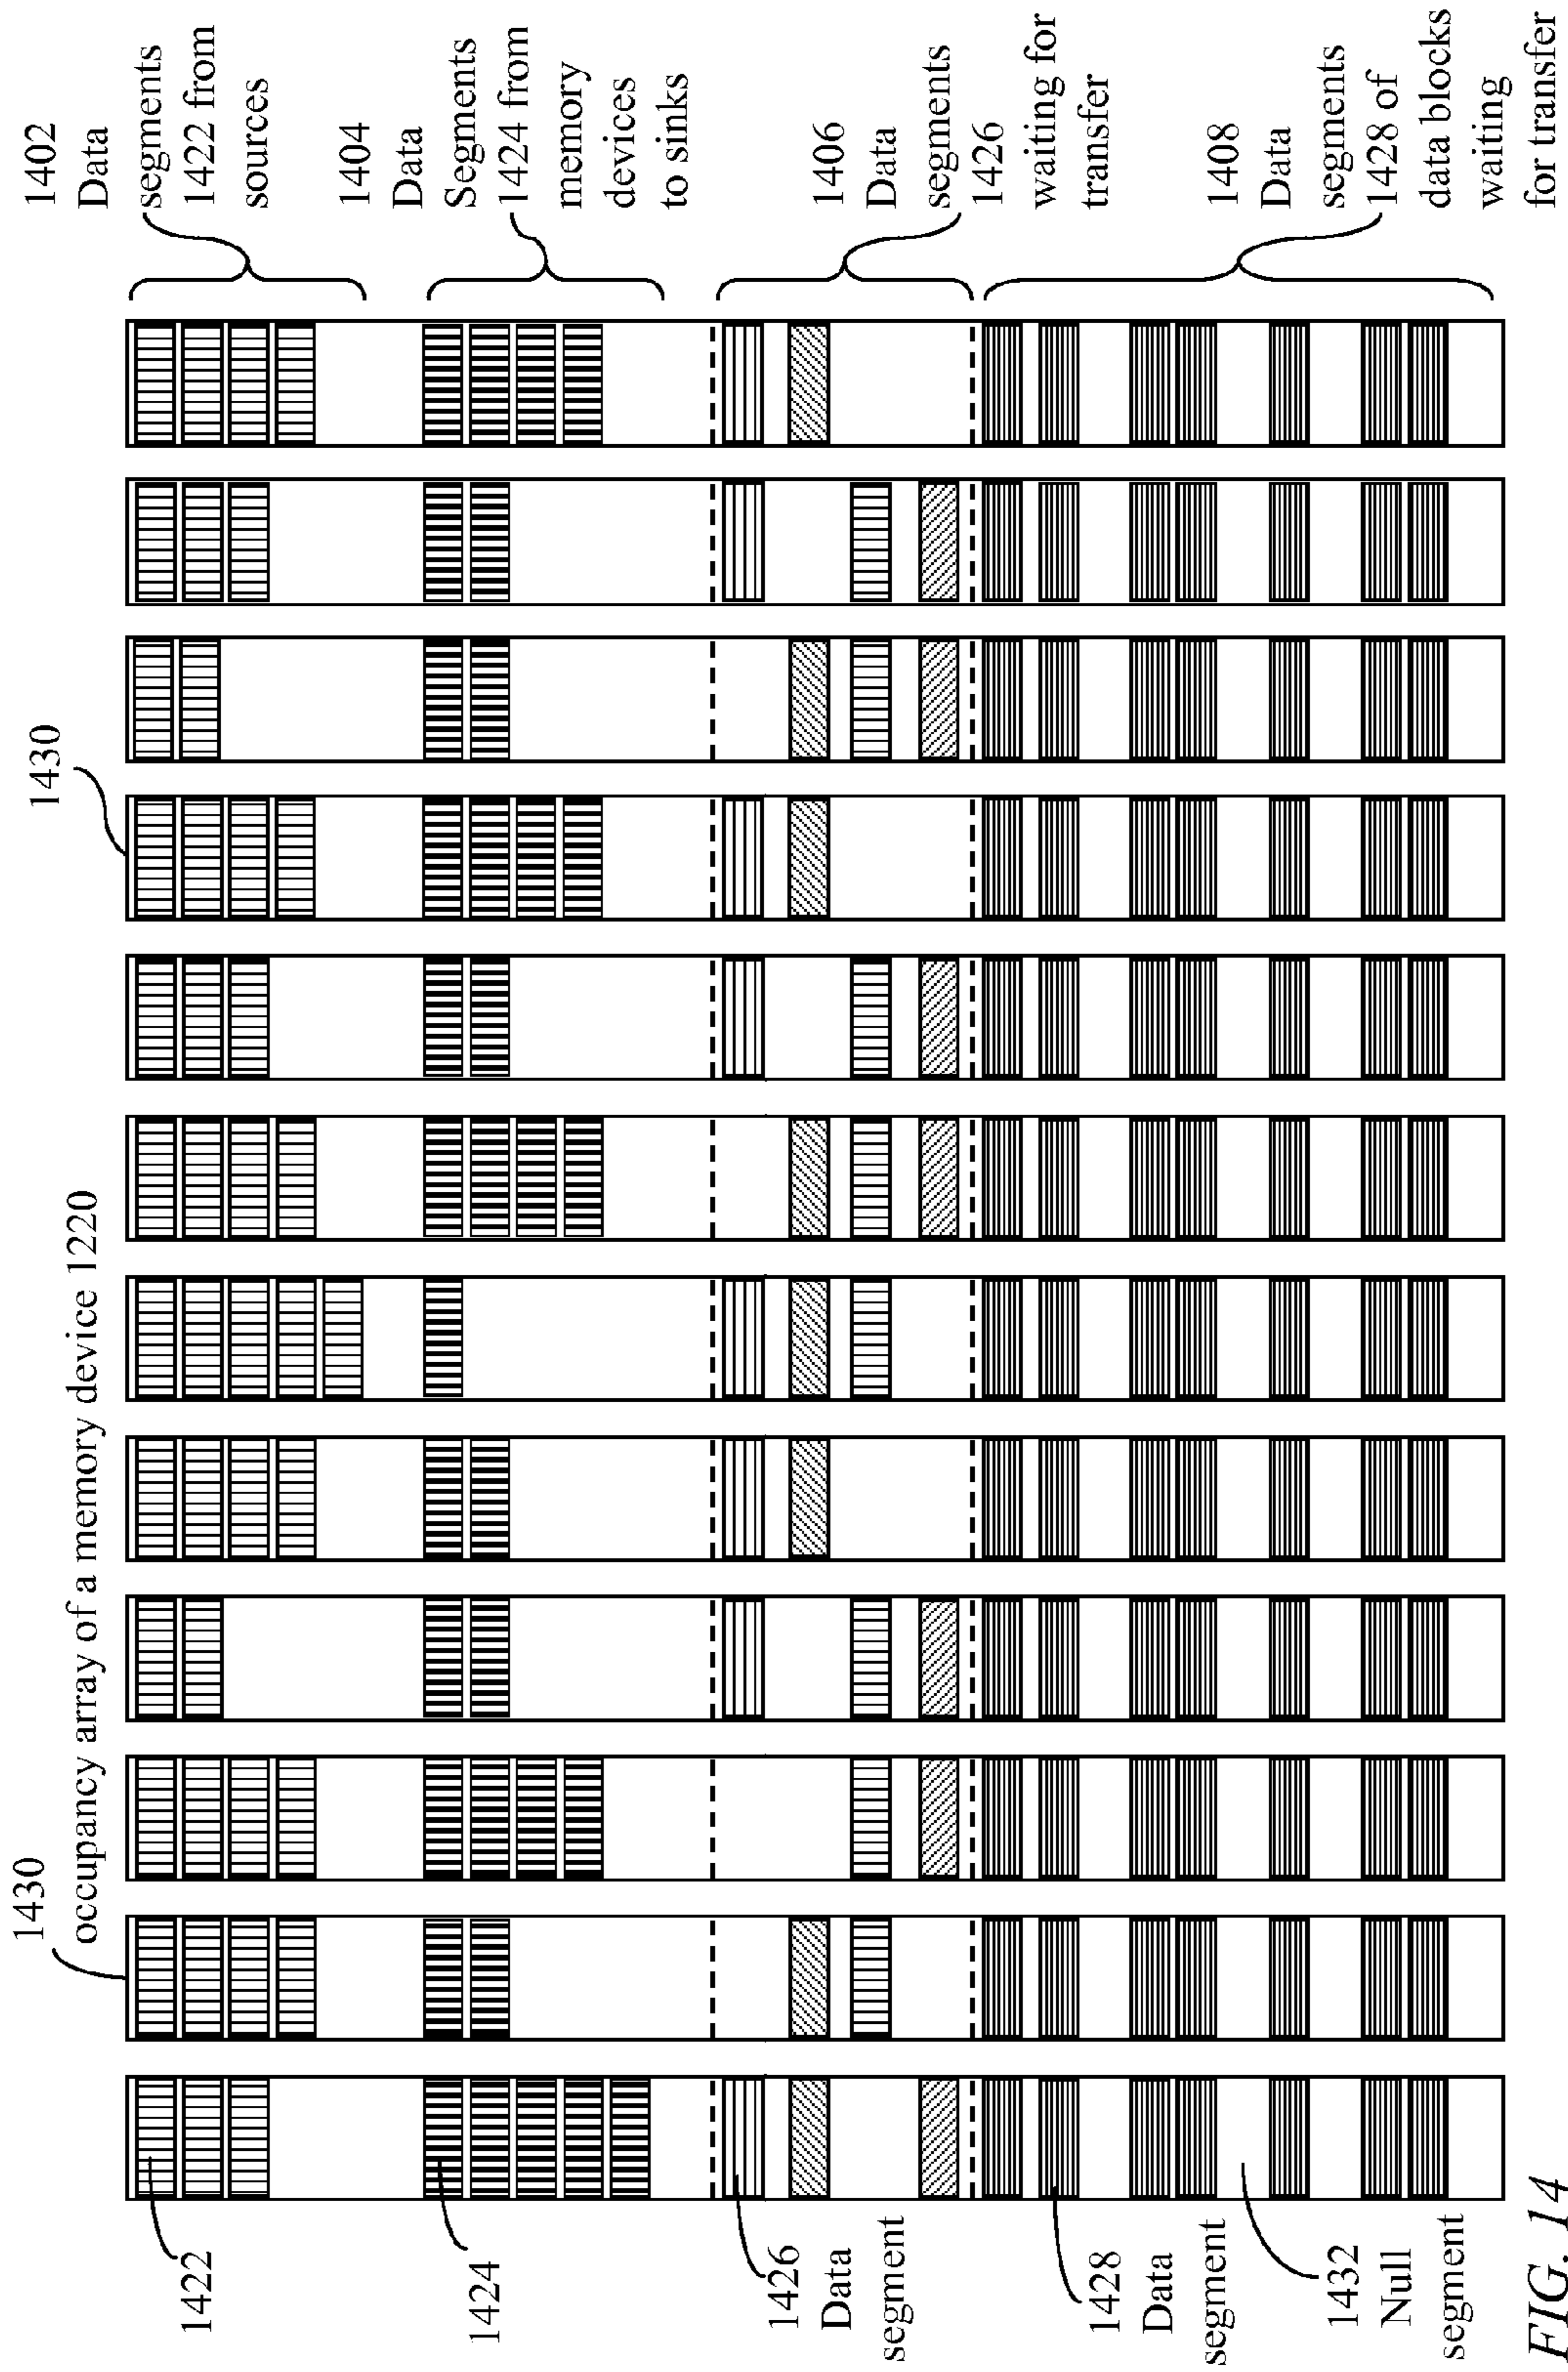 1430
occupancy array of a memory device 1220
1430
1402
Data
segments
1422 from
sources
1404
Data
Segments
1424 from
memory
devices
to sinks
1406
Data
segments
1426
waiting for
transfer
1408
Data
segments
1428 of
data blocks
waiting
for transfer
1422
1424
1426
Data
segment
1428
Data
segment
1432
Null
segment
FIG. 14